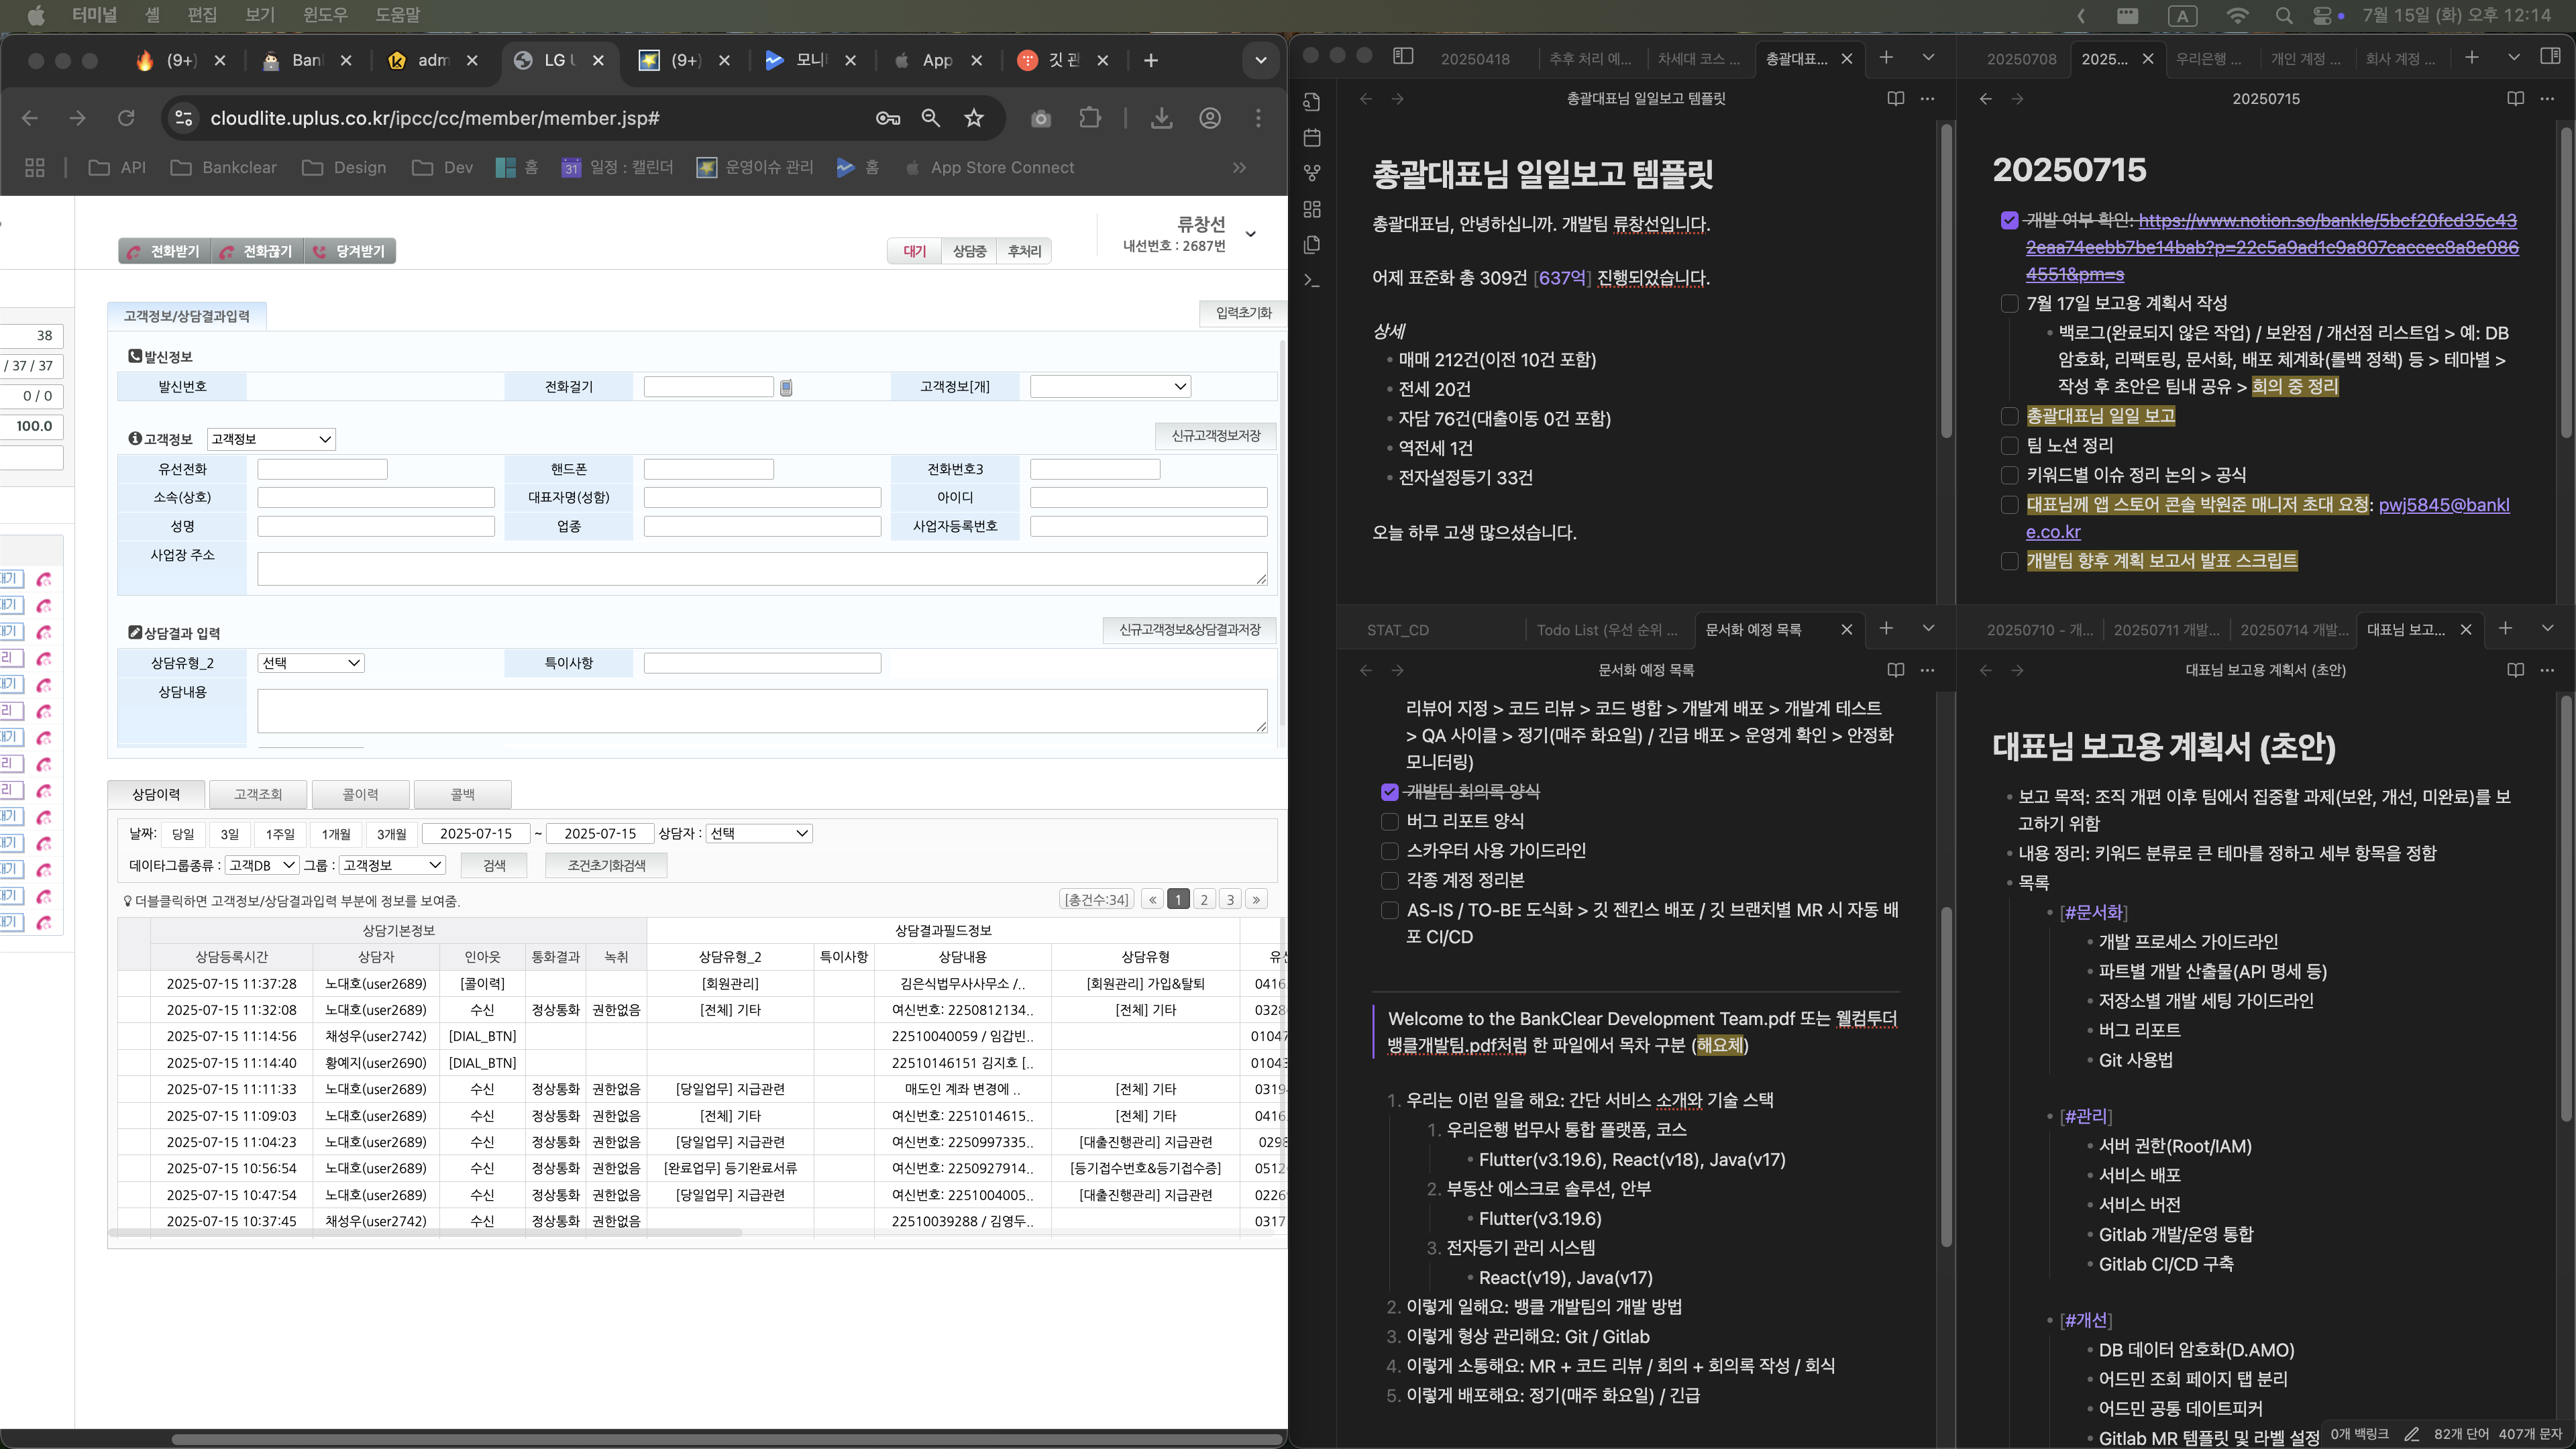 터미널 셸 편집 보기 윈도우 도움말
A 7월 15일 (화) 오후 12:14
(9+) Ban adm LG U (9+) 모니 App 깃 관
cloudlite.uplus.co.kr/ipcc/cc/member/member.jsp#
API Bankclear Design Dev 홈 31 일정 : 캘린더 운영이슈 관리 홈 App Store Connect
류창선
내선번호 : 2687번
전화받기 전화끊기 당겨받기 대기 상담중 후처리
38
/ 37 / 37
0 / 0
100.0
고객정보/상담결과입력 입력초기화
발신정보
발신번호 전화걸기 고객정보[개]
고객정보 고객정보 신규고객정보저장
유선전화 핸드폰 전화번호3
소속(상호) 대표자명(성함) 아이디
성명 업종 사업자등록번호
사업장 주소
상담결과 입력 신규고객정보&상담결과저장
상담유형_2 선택 특이사항
상담내용
상담이력 고객조회 콜이력 콜백
날짜: 당일 3일 1주일 1개월 3개월 2025-07-15 ~ 2025-07-15 상담자 : 선택
데이타그룹종류 : 고객DB 그룹 : 고객정보 검색 조건초기화검색
더블클릭하면 고객정보/상담결과입력 부분에 정보를 보여줌. [총건수:34] « 1 2 3 »
상담기본정보 상담결과필드정보
상담등록시간 상담자 인아웃 통화결과 녹취 상담유형_2 특이사항 상담내용 상담유형 유선
2025-07-15 11:37:28 노대호(user2689) [콜이력] [회원관리] 김은식법무사사무소 /.. [회원관리] 가입&탈퇴 0416
2025-07-15 11:32:08 노대호(user2689) 수신 정상통화 권한없음 [전체] 기타 여신번호: 2250812134.. [전체] 기타 0328
2025-07-15 11:14:56 채성우(user2742) [DIAL_BTN] 22510040059 / 임갑빈.. 01047
2025-07-15 11:14:40 황예지(user2690) [DIAL_BTN] 22510146151 김지호 [.. 01043
2025-07-15 11:11:33 노대호(user2689) 수신 정상통화 권한없음 [당일업무] 지급관련 매도인 계좌 변경에 .. [전체] 기타 0319
2025-07-15 11:09:03 노대호(user2689) 수신 정상통화 권한없음 [전체] 기타 여신번호: 2251014615.. [전체] 기타 0416
2025-07-15 11:04:23 노대호(user2689) 수신 정상통화 권한없음 [당일업무] 지급관련 여신번호: 2250997335.. [대출진행관리] 지급관련 0298
2025-07-15 10:56:54 노대호(user2689) 수신 정상통화 권한없음 [완료업무] 등기완료서류 여신번호: 2250927914.. [등기접수번호&등기접수증] 0512
2025-07-15 10:47:54 노대호(user2689) 수신 정상통화 권한없음 [당일업무] 지급관련 여신번호: 2251004005.. [대출진행관리] 지급관련 0226
2025-07-15 10:37:45 채성우(user2742) 수신 정상통화 권한없음 22510039288 / 김영두.. 0317
20250418 추후 처리 예... 차세대 코스 ... 총괄대표...
총괄대표님 일일보고 템플릿
총괄대표님 일일보고 템플릿
총괄대표님, 안녕하십니까. 개발팀 류창선입니다.
어제 표준화 총 309건 [637억] 진행되었습니다.
상세
매매 212건(이전 10건 포함)
전세 20건
자담 76건(대출이동 0건 포함)
역전세 1건
전자설정등기 33건
오늘 하루 고생 많으셨습니다.
20250708 2025... 우리은행 ... 개인 계정 ... 회사 계정 ...
20250715
20250715
개발 여부 확인: https://www.notion.so/bankle/5bcf20fcd35c43
2eaa74eebb7be14bab?p=22c5a9ad1c9a807caccec8a8e086
4551&pm=s
7월 17일 보고용 계획서 작성
백로그(완료되지 않은 작업) / 보완점 / 개선점 리스트업 > 예: DB
암호화, 리팩토링, 문서화, 배포 체계화(롤백 정책) 등 > 테마별 >
작성 후 초안은 팀내 공유 > 회의 중 정리
총괄대표님 일일 보고
팀 노션 정리
키워드별 이슈 정리 논의 > 공식
대표님께 앱 스토어 콘솔 박원준 매니저 초대 요청: pwj5845@bankl
e.co.kr
개발팀 향후 계획 보고서 발표 스크립트
STAT_CD Todo List (우선 순위 ... 문서화 예정 목록
문서화 예정 목록
리뷰어 지정 > 코드 리뷰 > 코드 병합 > 개발계 배포 > 개발계 테스트
> QA 사이클 > 정기(매주 화요일) / 긴급 배포 > 운영계 확인 > 안정화
모니터링)
개발팀 회의록 양식
버그 리포트 양식
스카우터 사용 가이드라인
각종 계정 정리본
AS-IS / TO-BE 도식화 > 깃 젠킨스 배포 / 깃 브랜치별 MR 시 자동 배
포 CI/CD
Welcome to the BankClear Development Team.pdf 또는 웰컴투더
뱅클개발팀.pdf처럼 한 파일에서 목차 구분 (해요체)
1. 우리는 이런 일을 해요: 간단 서비스 소개와 기술 스택
1. 우리은행 법무사 통합 플랫폼, 코스
Flutter(v3.19.6), React(v18), Java(v17)
2. 부동산 에스크로 솔루션, 안부
Flutter(v3.19.6)
3. 전자등기 관리 시스템
React(v19), Java(v17)
2. 이렇게 일해요: 뱅클 개발팀의 개발 방법
3. 이렇게 형상 관리해요: Git / Gitlab
4. 이렇게 소통해요: MR + 코드 리뷰 / 회의 + 회의록 작성 / 회식
5. 이렇게 배포해요: 정기(매주 화요일) / 긴급
20250710 - 개... 20250711 개발... 20250714 개발... 대표님 보고...
대표님 보고용 계획서 (초안)
대표님 보고용 계획서 (초안)
보고 목적: 조직 개편 이후 팀에서 집중할 과제(보완, 개선, 미완료)를 보
고하기 위함
내용 정리: 키워드 분류로 큰 테마를 정하고 세부 항목을 정함
목록
[#문서화]
개발 프로세스 가이드라인
파트별 개발 산출물(API 명세 등)
저장소별 개발 세팅 가이드라인
버그 리포트
Git 사용법
[#관리]
서버 권한(Root/IAM)
서비스 배포
서비스 버전
Gitlab 개발/운영 통합
Gitlab CI/CD 구축
[#개선]
DB 데이터 암호화(D.AMO)
어드민 조회 페이지 탭 분리
어드민 공통 데이트피커
Gitlab MR 템플릿 및 라벨 설정
0개 백링크 82개 단어 407개 문자